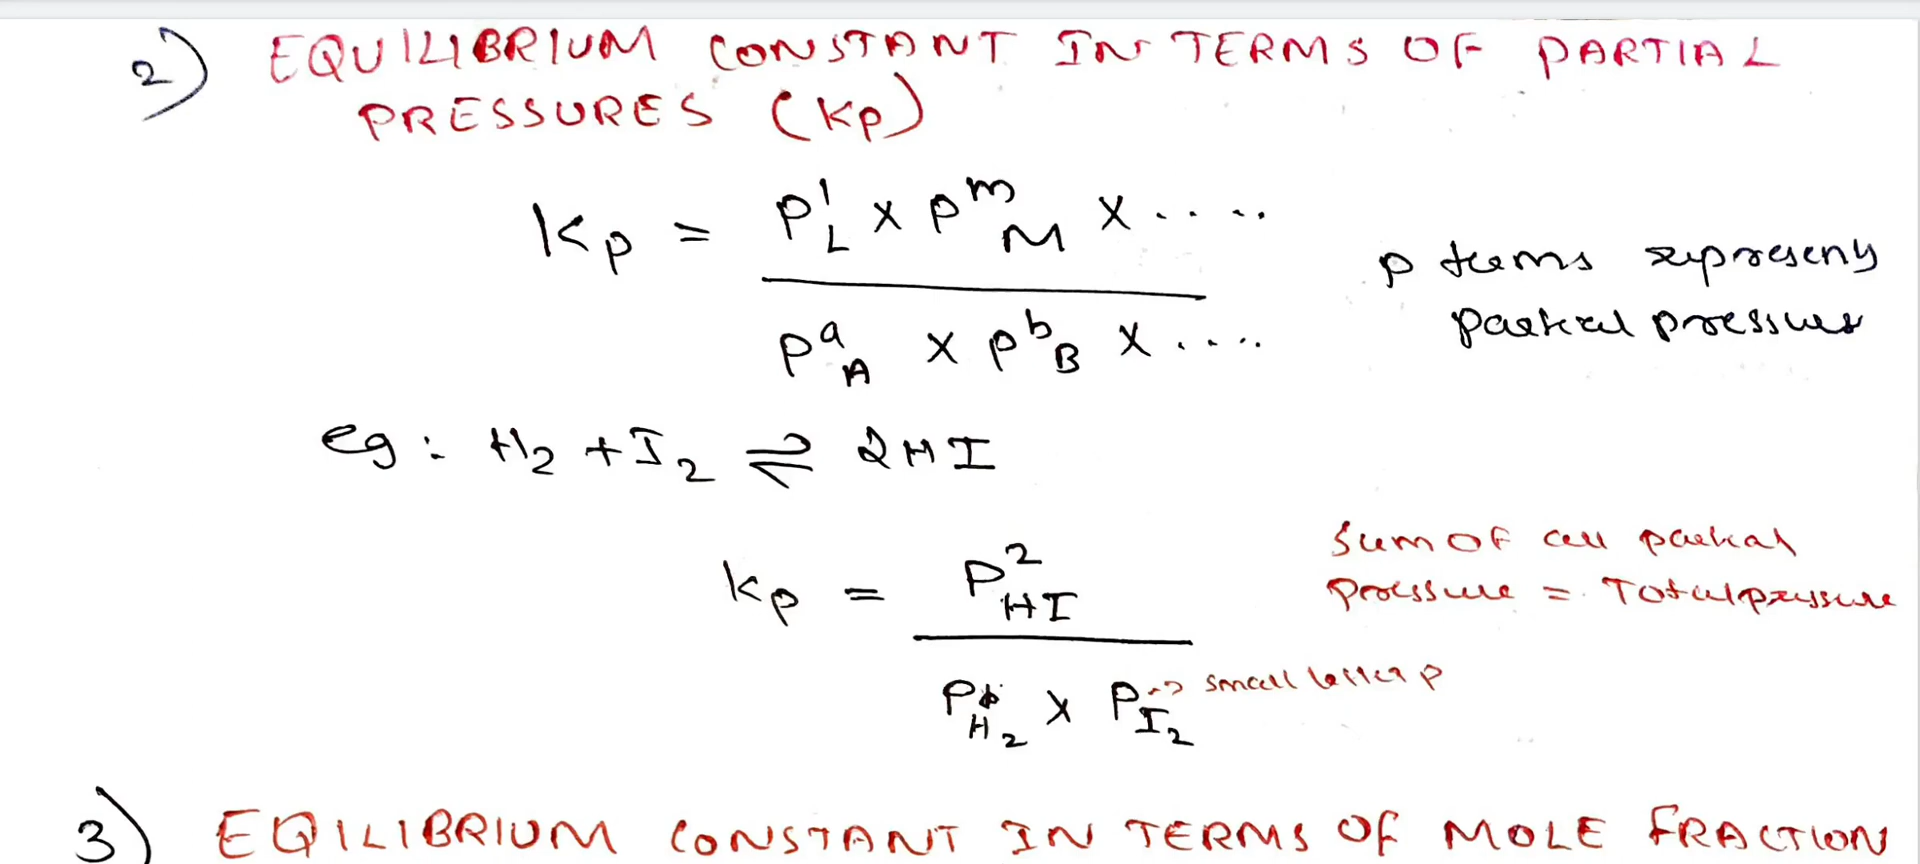 2) EQUILIBRIUM CONSTANT IN TERMS OF PARTIAL
PRESSURES (Kp)
Kp = p^l_L x p^m_M x .....
p^a_A x p^b_B x .....
p terms represeny
partial pressures
eg : H2 + I2 ⇌ 2HI
Kp = P^2_HI
P_H2 x P_I2 -> small letter p
Sum OF all partial
pressure = Total pressure
3) EQILIBRIUM CONSTANT IN TERMS OF MOLE FRACTION